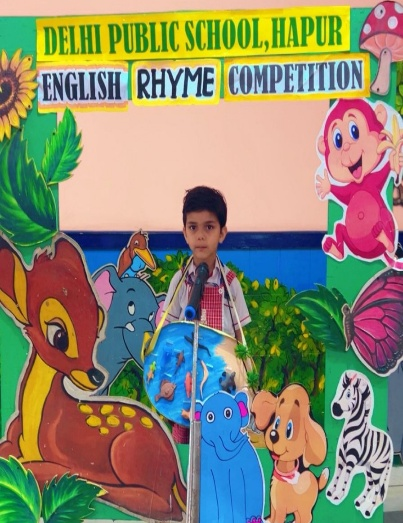 DELHI PUBLIC SCHOOL, HAPUR
ENGLISH RHYME COMPETITION